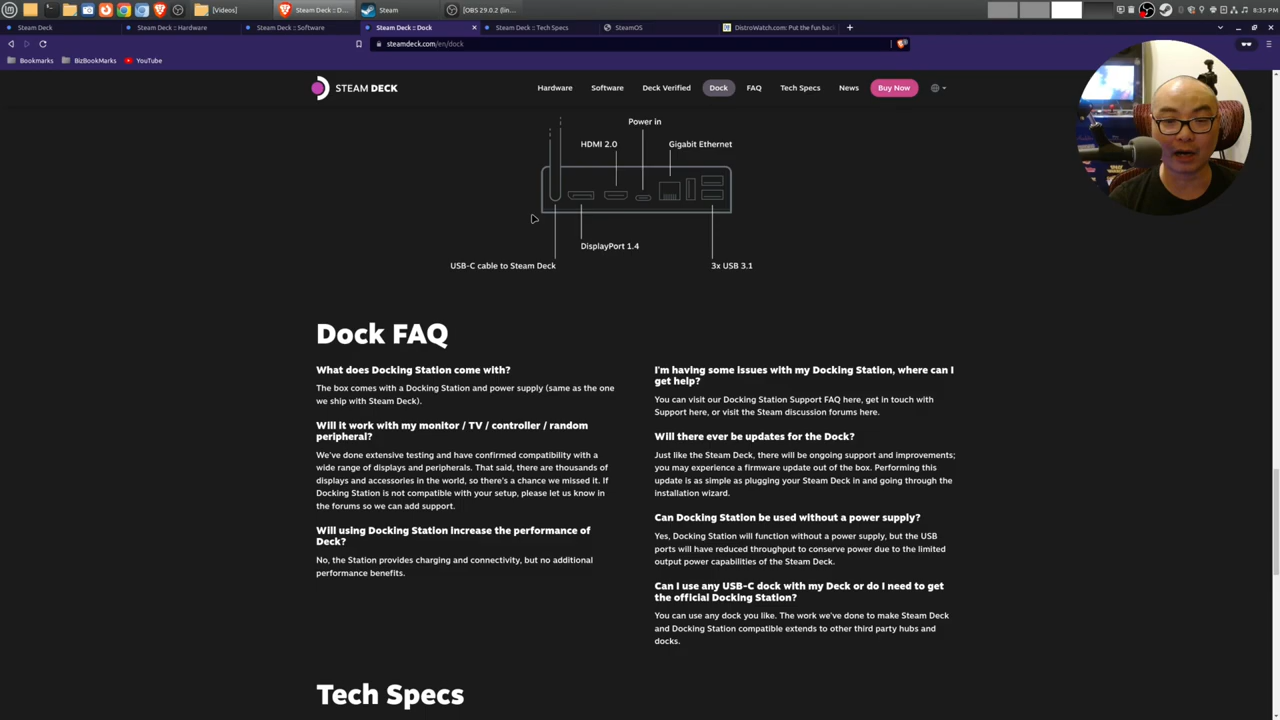 [Videos]
Steam Deck :: D...
Steam
[OBS 29.0.2 (lin...
8:35 PM
Steam Deck
Steam Deck :: Hardware
Steam Deck :: Software
Steam Deck :: Dock
Steam Deck :: Tech Specs
SteamOS
DistroWatch.com: Put the fun bac
steamdeck.com/en/dock
Bookmarks
BizBookMarks
YouTube
STEAM DECK
Hardware
Software
Deck Verified
Dock
FAQ
Tech Specs
News
Buy Now
Power in
HDMI 2.0
Gigabit Ethernet
DisplayPort 1.4
USB-C cable to Steam Deck
3x USB 3.1
Dock FAQ
What does Docking Station come with?
The box comes with a Docking Station and power supply (same as the one
we ship with Steam Deck).
Will it work with my monitor / TV / controller / random
peripheral?
We've done extensive testing and have confirmed compatibility with a
wide range of displays and peripherals. That said, there are thousands of
displays and accessories in the world, so there's a chance we missed it. If
Docking Station is not compatible with your setup, please let us know in
the forums so we can add support.
Will using Docking Station increase the performance of
Deck?
No, the Station provides charging and connectivity, but no additional
performance benefits.
I'm having some issues with my Docking Station, where can I
get help?
You can visit our Docking Station Support FAQ here, get in touch with
Support here, or visit the Steam discussion forums here.
Will there ever be updates for the Dock?
Just like the Steam Deck, there will be ongoing support and improvements;
you may experience a firmware update out of the box. Performing this
update is as simple as plugging your Steam Deck in and going through the
installation wizard.
Can Docking Station be used without a power supply?
Yes, Docking Station will function without a power supply, but the USB
ports will have reduced throughput to conserve power due to the limited
output power capabilities of the Steam Deck.
Can I use any USB-C dock with my Deck or do I need to get
the official Docking Station?
You can use any dock you like. The work we've done to make Steam Deck
and Docking Station compatible extends to other third party hubs and
docks.
Tech Specs